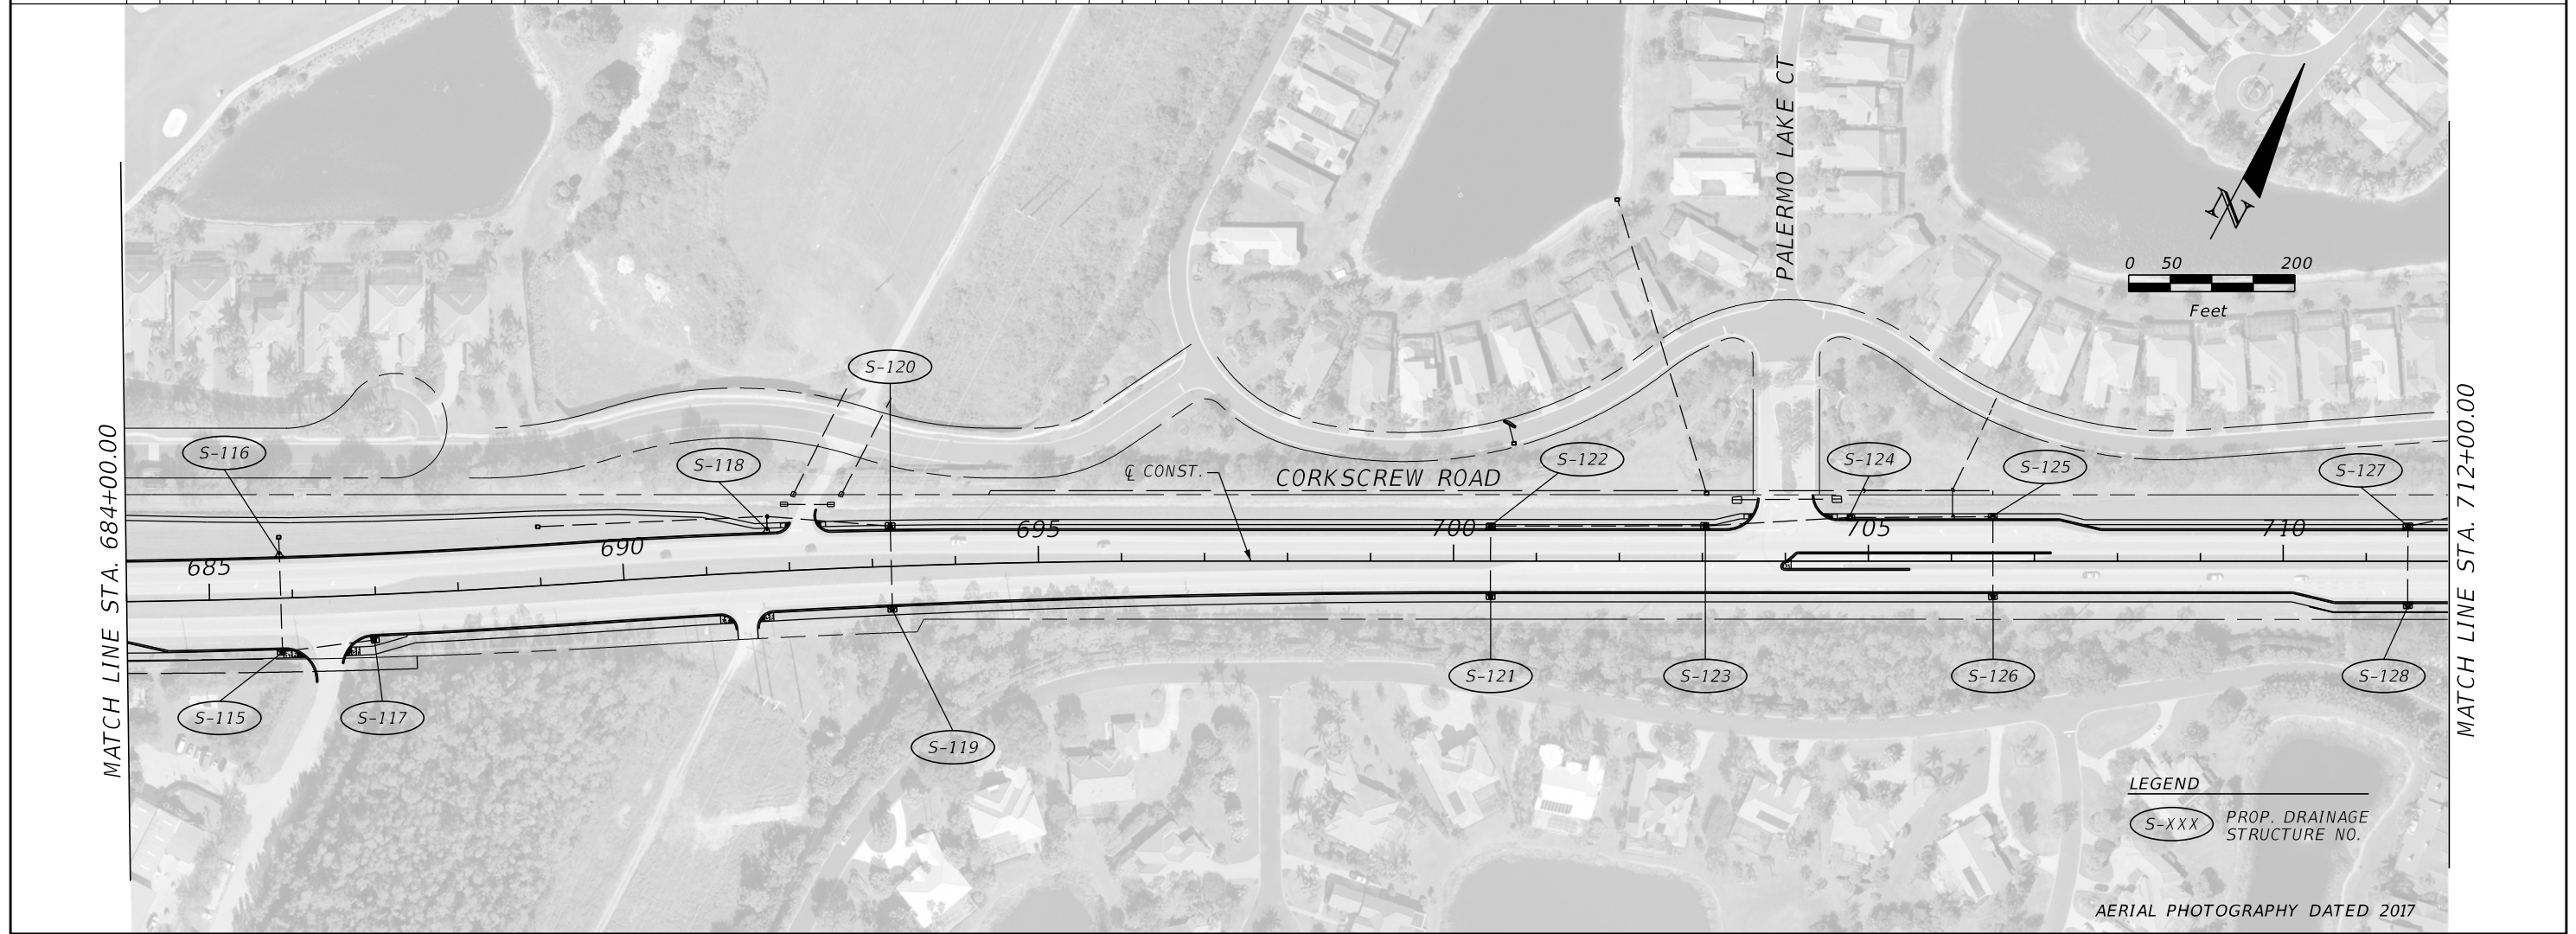 PALERMO LAKE CT
N
0 50 200
Feet
S-120
MATCH LINE STA. 684+00.00
MATCH LINE STA. 712+00.00
S-116
S-118
℄ CONST.
CORKSCREW ROAD
S-122
S-124
S-125
S-127
685
690
695
700
705
710
S-115
S-117
S-119
S-121
S-123
S-126
S-128
LEGEND
S-XXX PROP. DRAINAGE
STRUCTURE NO.
AERIAL PHOTOGRAPHY DATED 2017